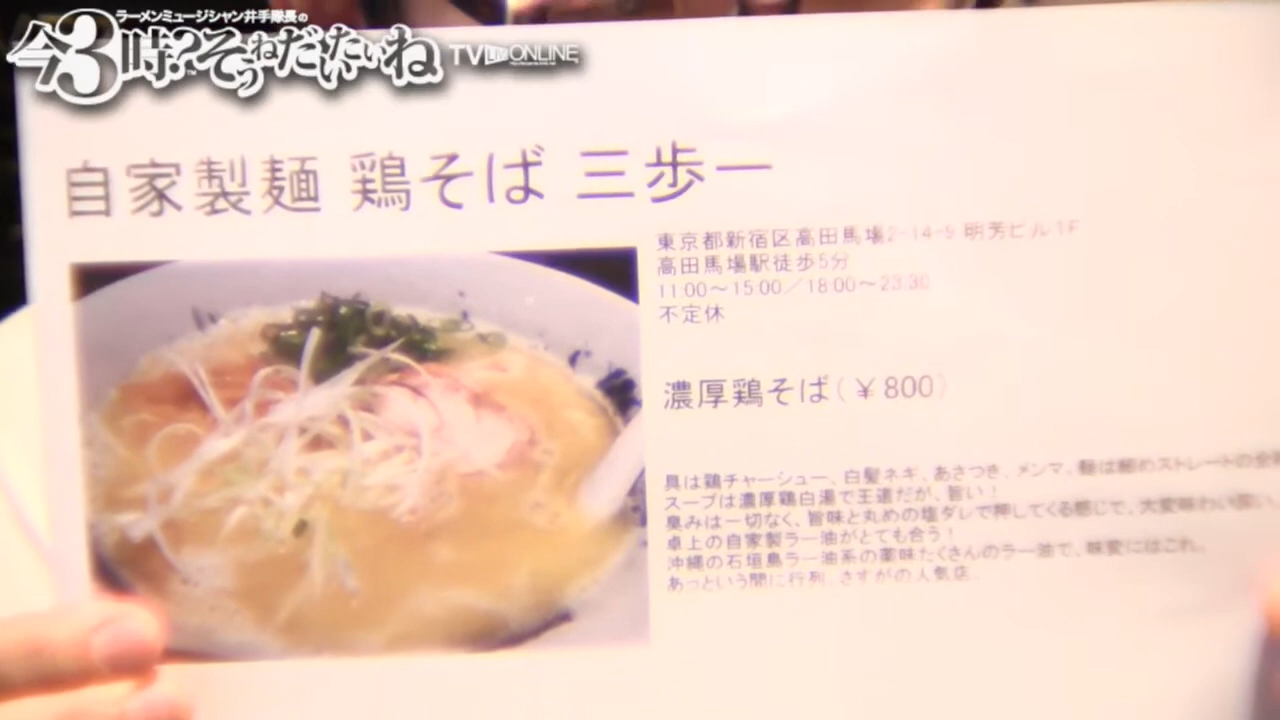 ラーメンミュージシャン井手隊長の
今3時?そうねだいたいね
TV LIVE ONLINE
自家製麺 鶏そば 三歩一
東京都新宿区高田馬場2-14-9 明芳ビル1F
高田馬場駅徒歩5分
11:00～15:00／18:00～23:30
不定休
濃厚鶏そば(￥800)
具は鶏チャーシュー、白髪ネギ、あさつき、メンマ、麺は細めストレートの
スープは濃厚鶏白湯で王道だが、旨い!
臭みは一切なく、旨味と丸めの塩ダレで押してくる感じで、大変味わい深い。
卓上の自家製ラー油がとても合う!
沖縄の石垣島ラー油系の薬味たくさんのラー油で、味変にはこれ。
あっという間に行列。さすがの人気店。